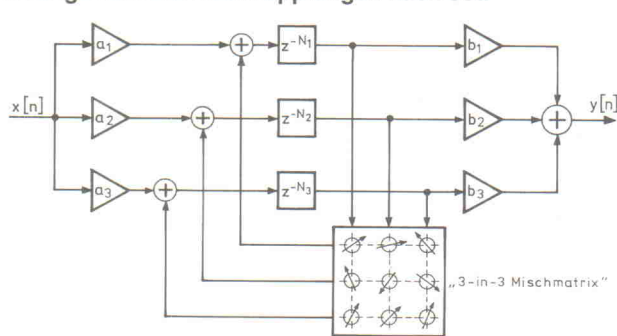 a1
z-N1
b1
x[n]
a2
z-N2
b2
y[n]
a3
z-N3
b3
„3-in-3 Mischmatrix"